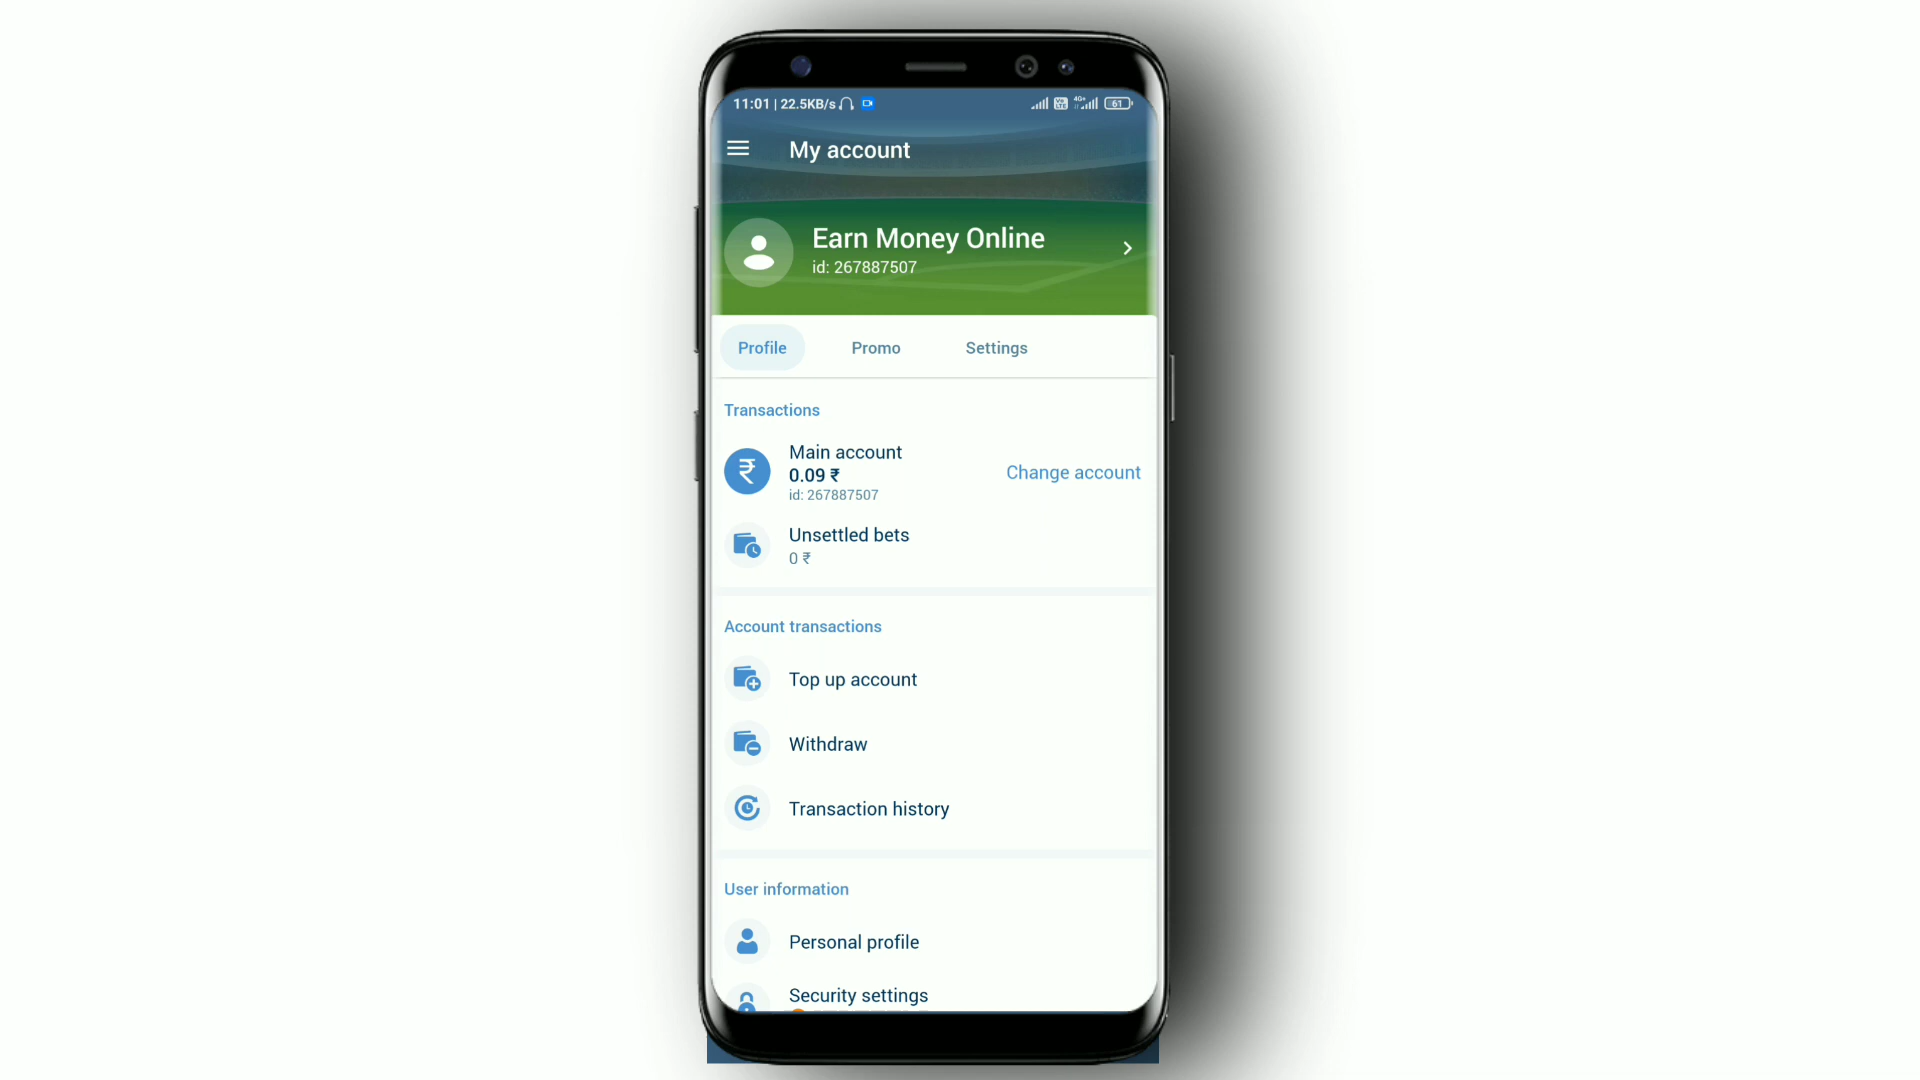 11:01 | 22.5KB/s
4G+
61
My account
Earn Money Online
id: 267887507
Profile
Promo
Settings
Transactions
Main account
0.09 ₹
id: 267887507
Change account
Unsettled bets
0 ₹
Account transactions
Top up account
Withdraw
Transaction history
User information
Personal profile
Security settings